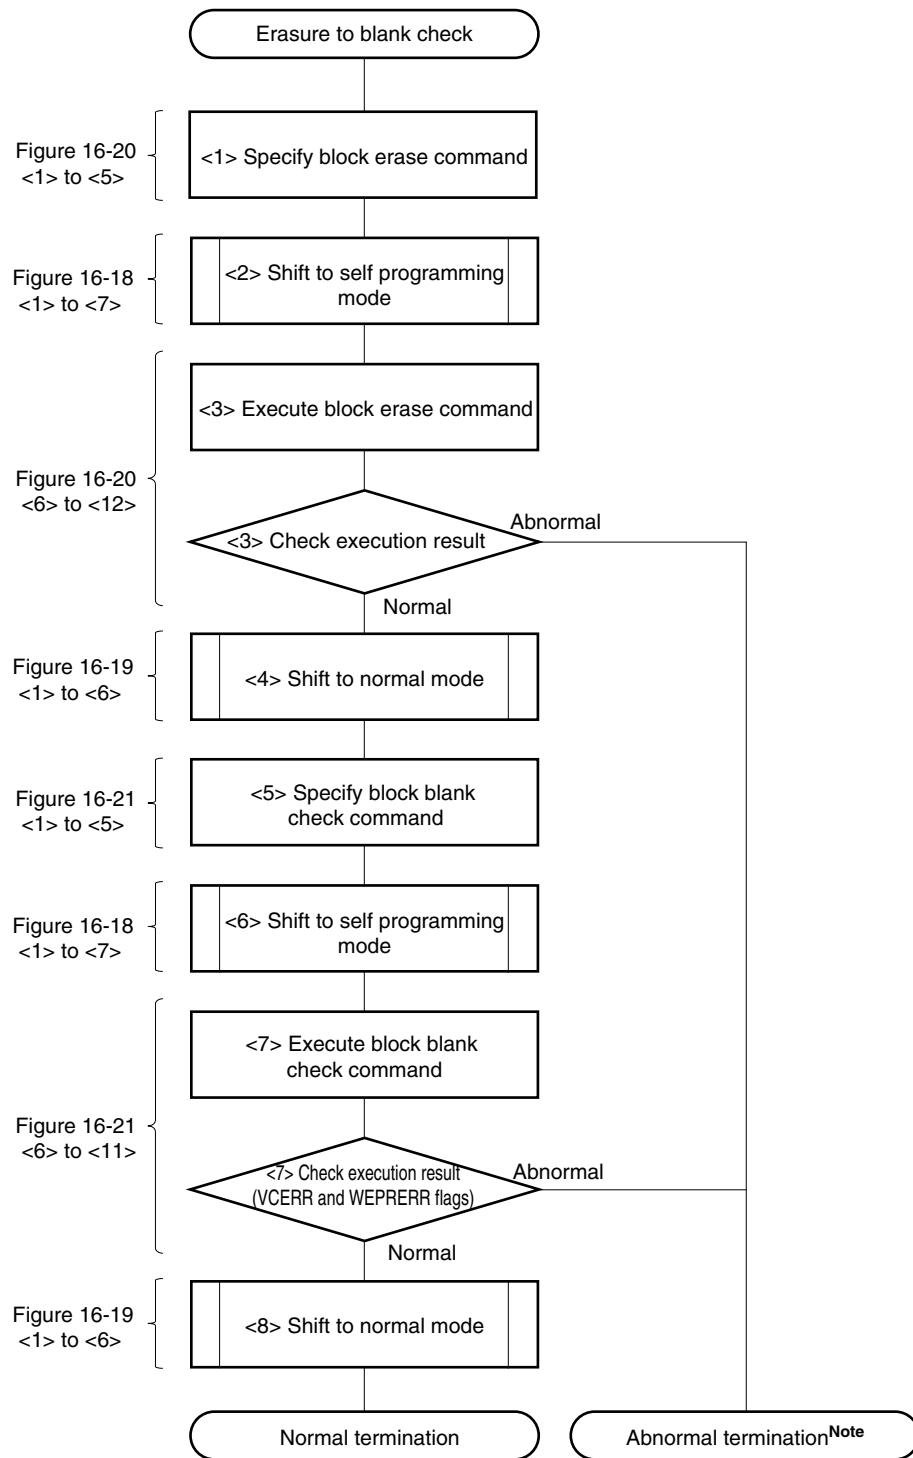 Erasure to blank check
Figure 16-20
<1> to <5>
<1> Specify block erase command
Figure 16-18
<1> to <7>
<2> Shift to self programming
mode
<3> Execute block erase command
Figure 16-20
<6> to <12>
<3> Check execution result
Abnormal
Normal
Figure 16-19
<1> to <6>
<4> Shift to normal mode
Figure 16-21
<1> to <5>
<5> Specify block blank
check command
Figure 16-18
<1> to <7>
<6> Shift to self programming
mode
<7> Execute block blank
check command
Figure 16-21
<6> to <11>
<7> Check execution result
(VCERR and WEPRERR flags)
Abnormal
Normal
Figure 16-19
<1> to <6>
<8> Shift to normal mode
Normal termination
Abnormal termination Note